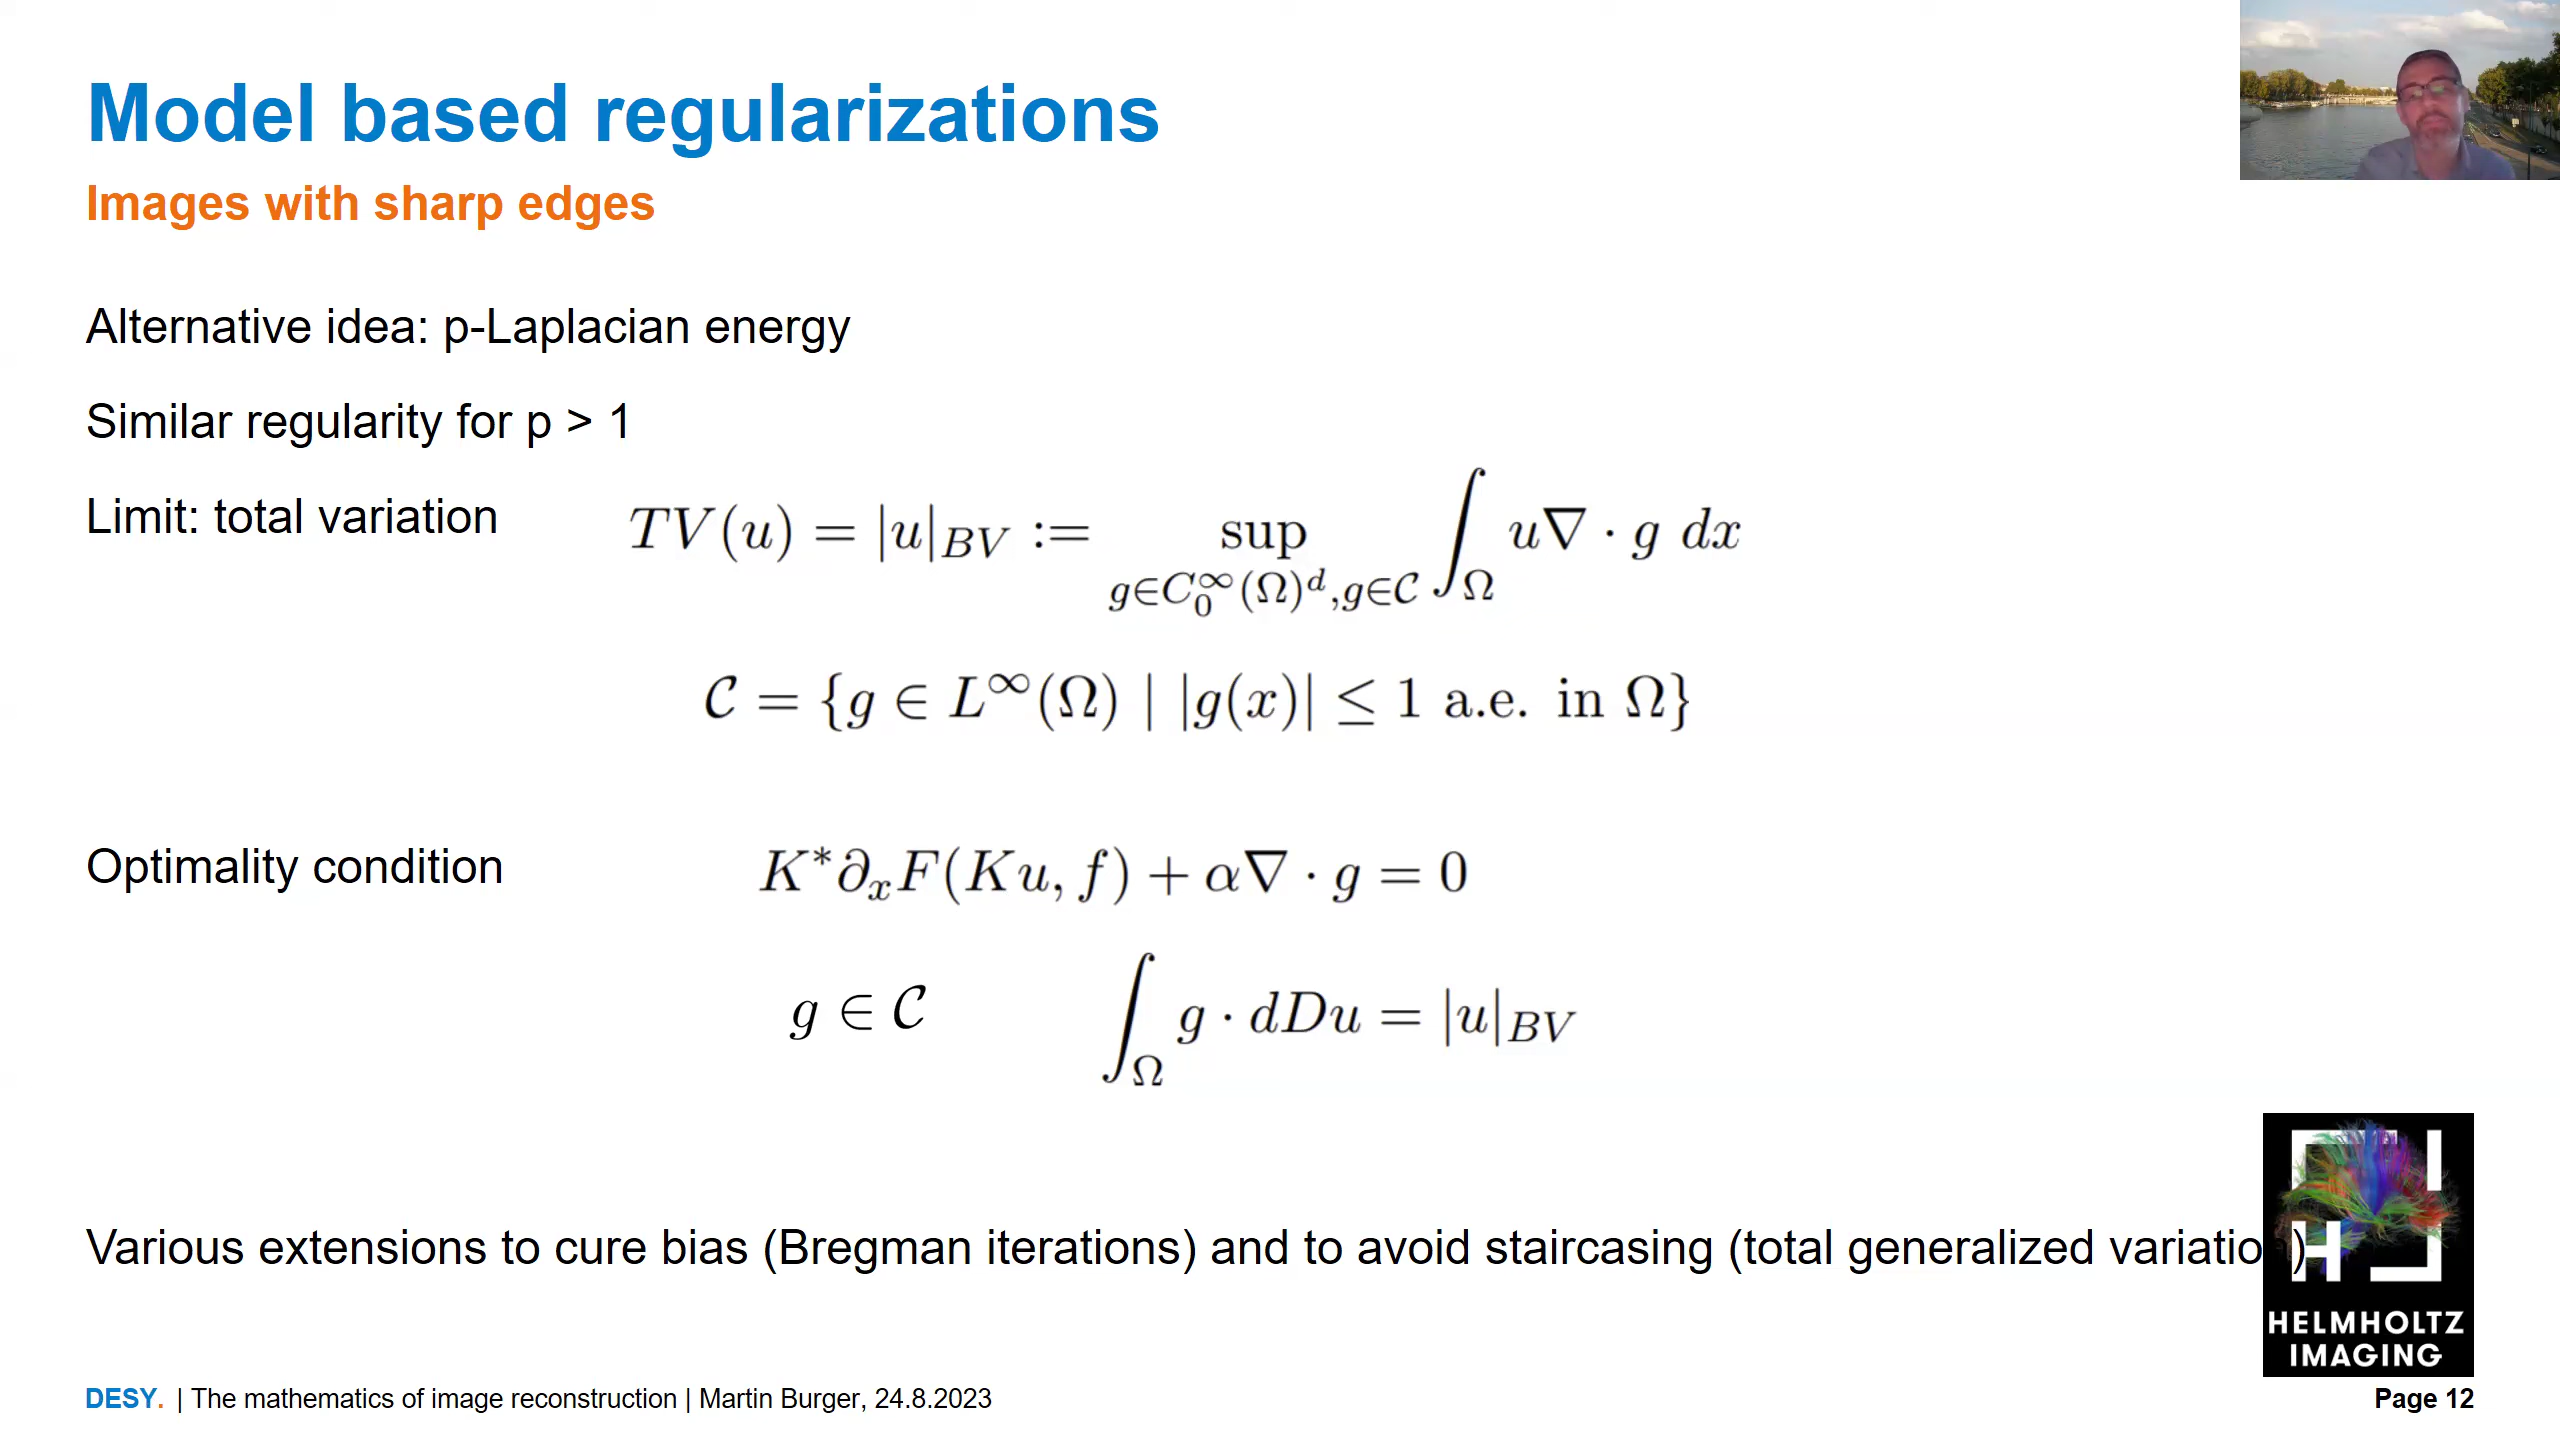 Model based regularizations
Images with sharp edges
Alternative idea: p-Laplacian energy
Similar regularity for p > 1
Limit: total variation
TV(u) = |u|_{BV} := \sup_{g∈C_0^∞(Ω)^d, g∈𝒞} ∫_Ω u∇ · g dx
𝒞 = {g ∈ L^∞(Ω) | |g(x)| ≤ 1 a.e. in Ω}
Optimality condition
K^*∂_xF(Ku, f) + α∇ · g = 0
g ∈ 𝒞 ∫_Ω g · dDu = |u|_{BV}
Various extensions to cure bias (Bregman iterations) and to avoid staircasing (total generalized variation)
HELMHOLTZ
IMAGING
DESY. | The mathematics of image reconstruction | Martin Burger, 24.8.2023
Page 12